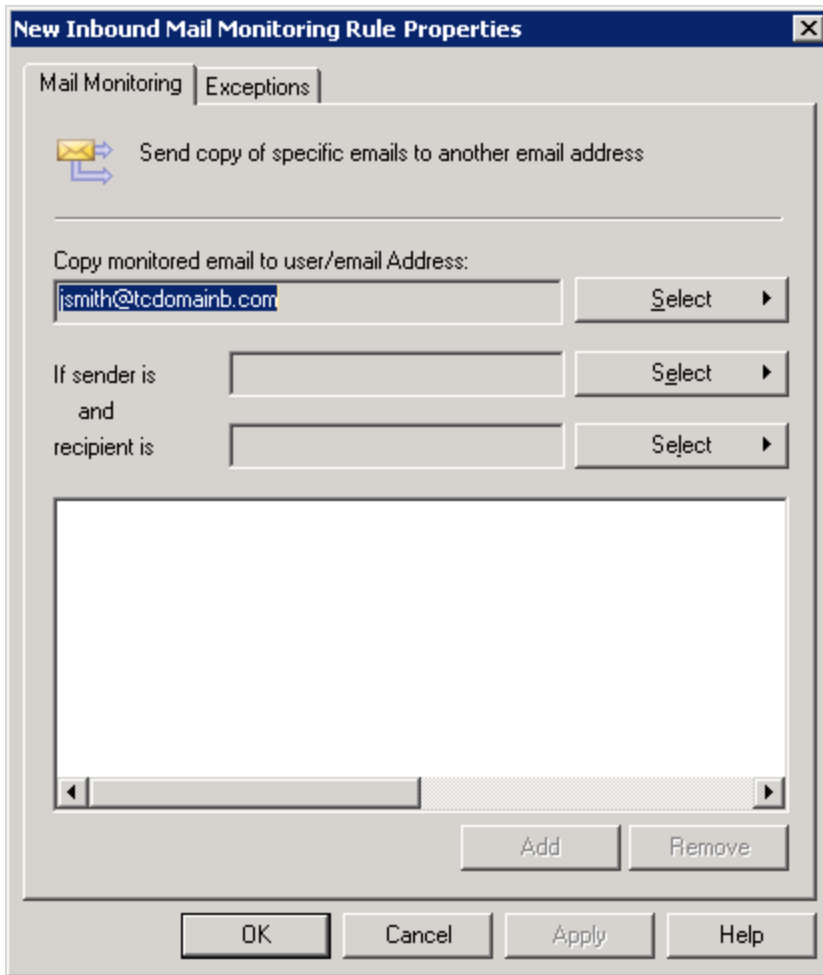 New Inbound Mail Monitoring Rule Properties
Mail Monitoring Exceptions
Send copy of specific emails to another email address
Copy monitored email to user/email Address:
jsmith@tcdomainb.com Select
If sender is Select
and
recipient is Select
Add Remove
OK Cancel Apply Help